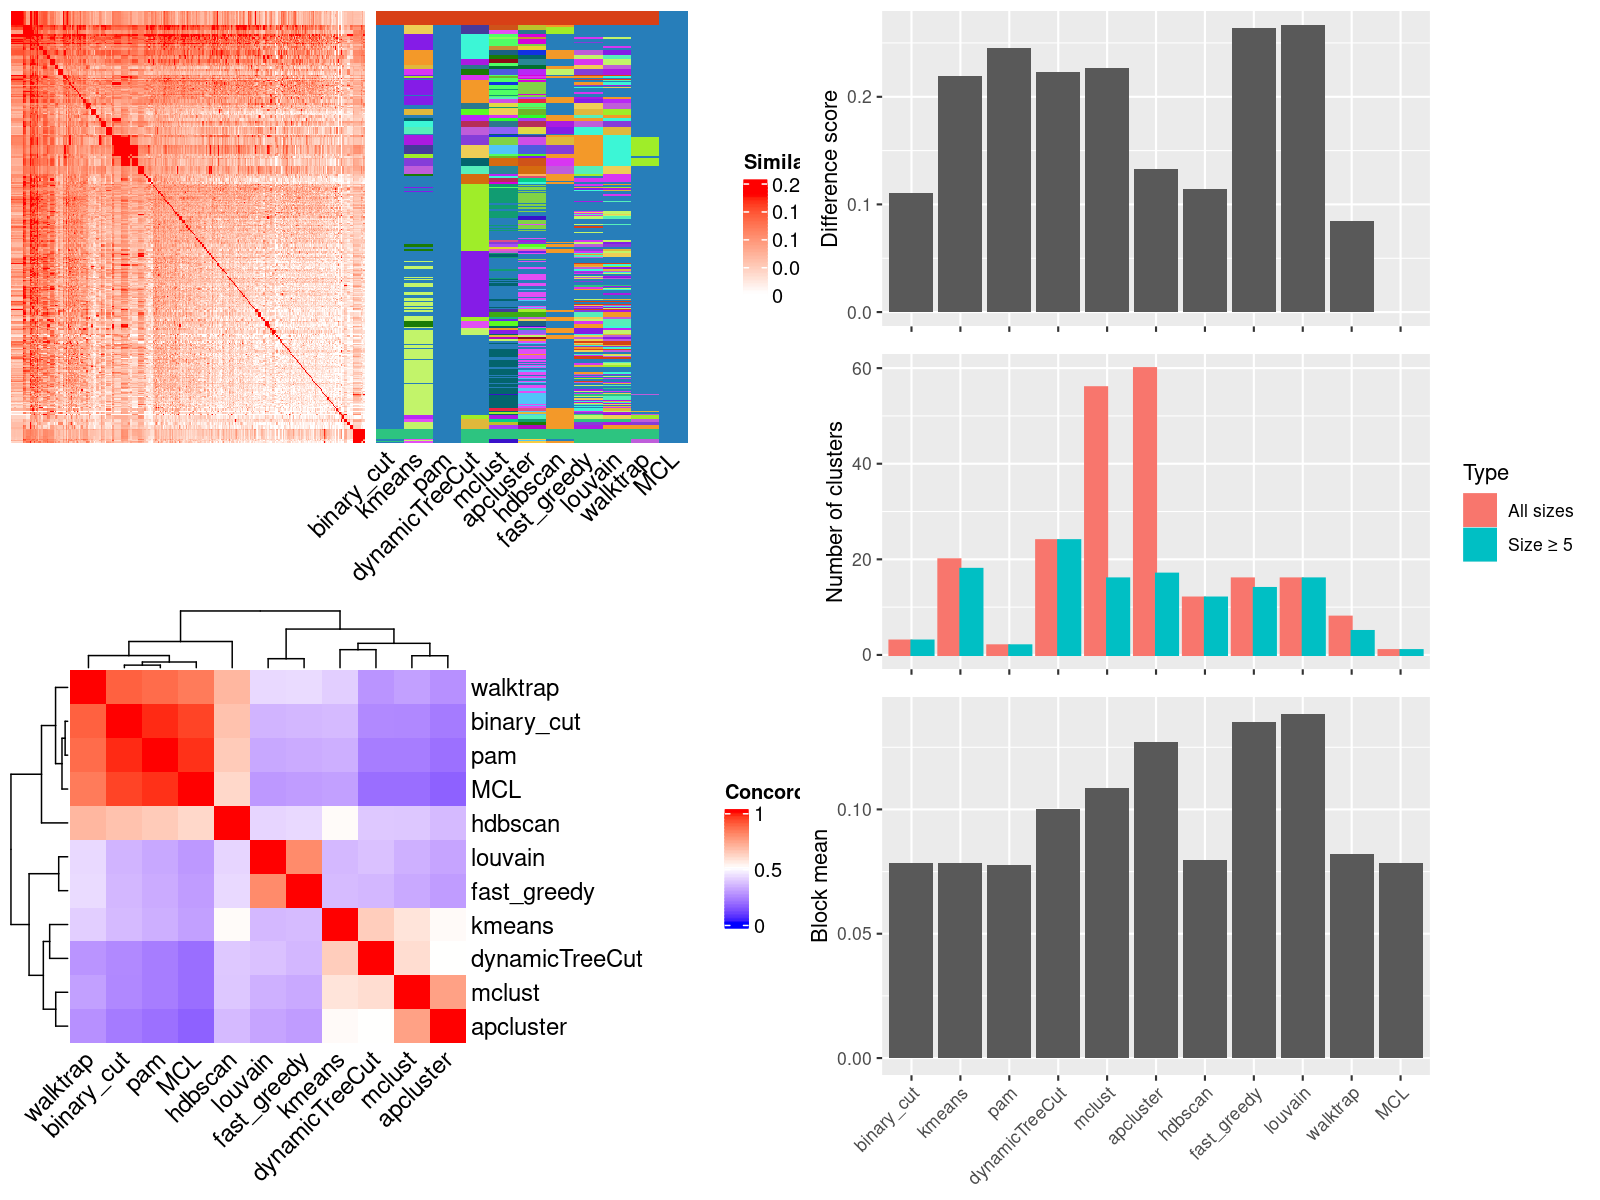 Simila
0.2
0.1
0.1
0.0
0
binary_cut
kmeans
pam
dynamicTreeCut
mclust
apcluster
hdbscan
fast_greedy
louvain
walktrap
MCL
walktrap
binary_cut
pam
MCL
hdbscan
louvain
fast_greedy
kmeans
dynamicTreeCut
mclust
apcluster
walktrap
binary_cut
pam
MCL
hdbscan
louvain
fast_greedy
kmeans
dynamicTreeCut
mclust
apcluster
Concord
1
0.5
0
Difference score
0.2
0.1
0.0
Number of clusters
60
40
20
0
Type
All sizes
Size ≥ 5
Block mean
0.10
0.05
0.00
binary_cut
kmeans
pam
dynamicTreeCut
mclust
apcluster
hdbscan
fast_greedy
louvain
walktrap
MCL